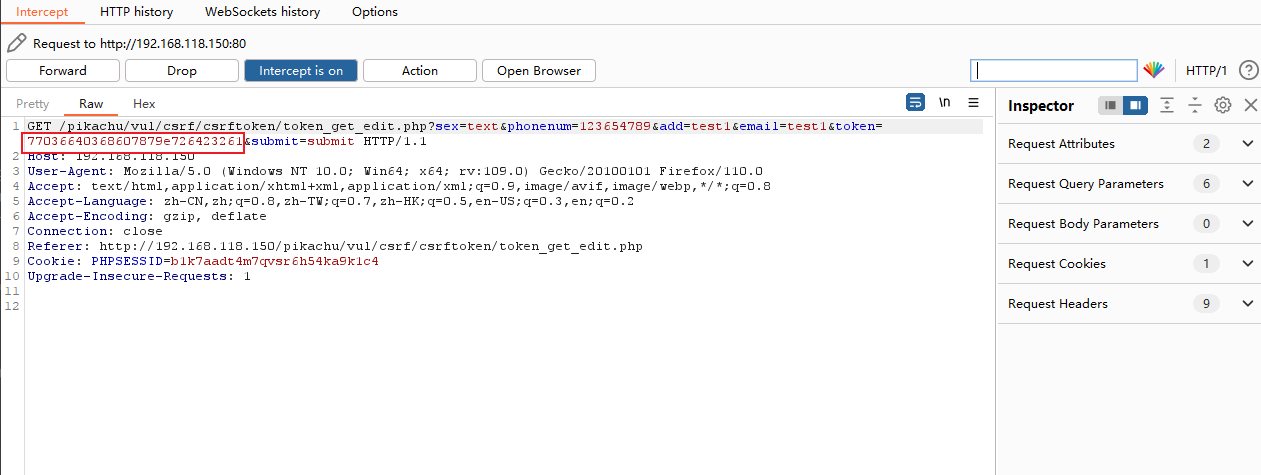 Intercept HTTP history WebSockets history Options
Request to http://192.168.118.150:80
Forward Drop Intercept is on Action Open Browser HTTP/1 ?
Pretty Raw Hex \n
Inspector
1 GET /pikachu/vul/csrf/csrftoken/token_get_edit.php?sex=text&phonenum=123654789&add=test1&email=test1&token=
77036640368607879e726423261&submit=submit HTTP/1.1
2 Host: 192.168.118.150
3 User-Agent: Mozilla/5.0 (Windows NT 10.0; Win64; x64; rv:109.0) Gecko/20100101 Firefox/110.0
4 Accept: text/html,application/xhtml+xml,application/xml;q=0.9,image/avif,image/webp,*/*;q=0.8
5 Accept-Language: zh-CN,zh;q=0.8,zh-TW;q=0.7,zh-HK;q=0.5,en-US;q=0.3,en;q=0.2
6 Accept-Encoding: gzip, deflate
7 Connection: close
8 Referer: http://192.168.118.150/pikachu/vul/csrf/csrftoken/token_get_edit.php
9 Cookie: PHPSESSID=b1k7aadt4m7qvsr6h54ka9k1c4
10 Upgrade-Insecure-Requests: 1
11
12
Request Attributes 2
Request Query Parameters 6
Request Body Parameters 0
Request Cookies 1
Request Headers 9